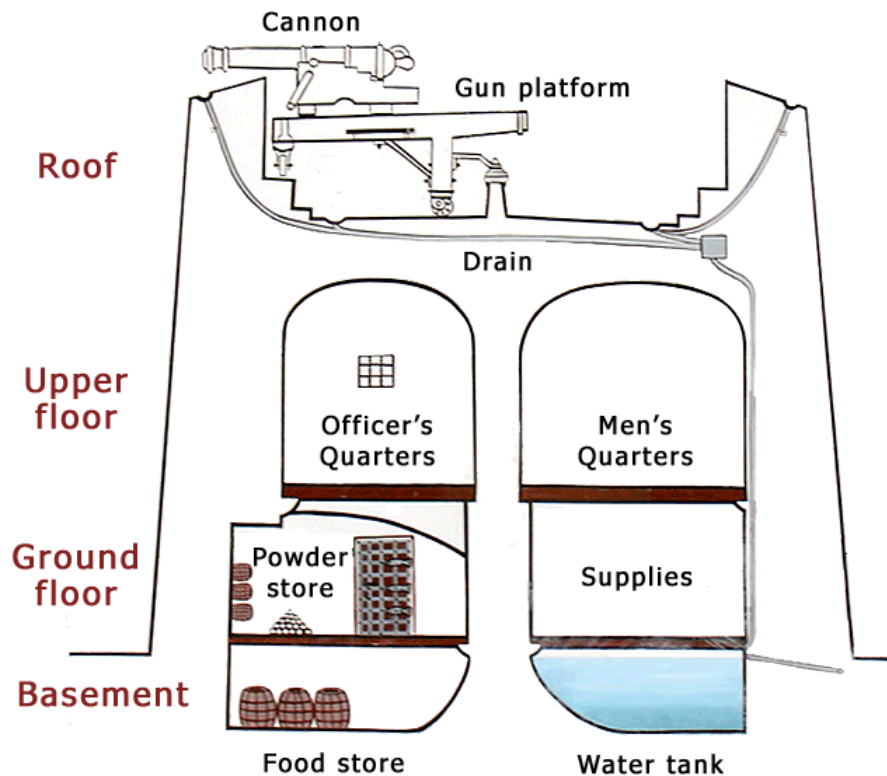 Cannon
Gun platform
Roof
Drain
Upper
floor
Officer’s
Quarters
Men’s
Quarters
Ground
floor
Powder
store
Supplies
Basement
Food store
Water tank